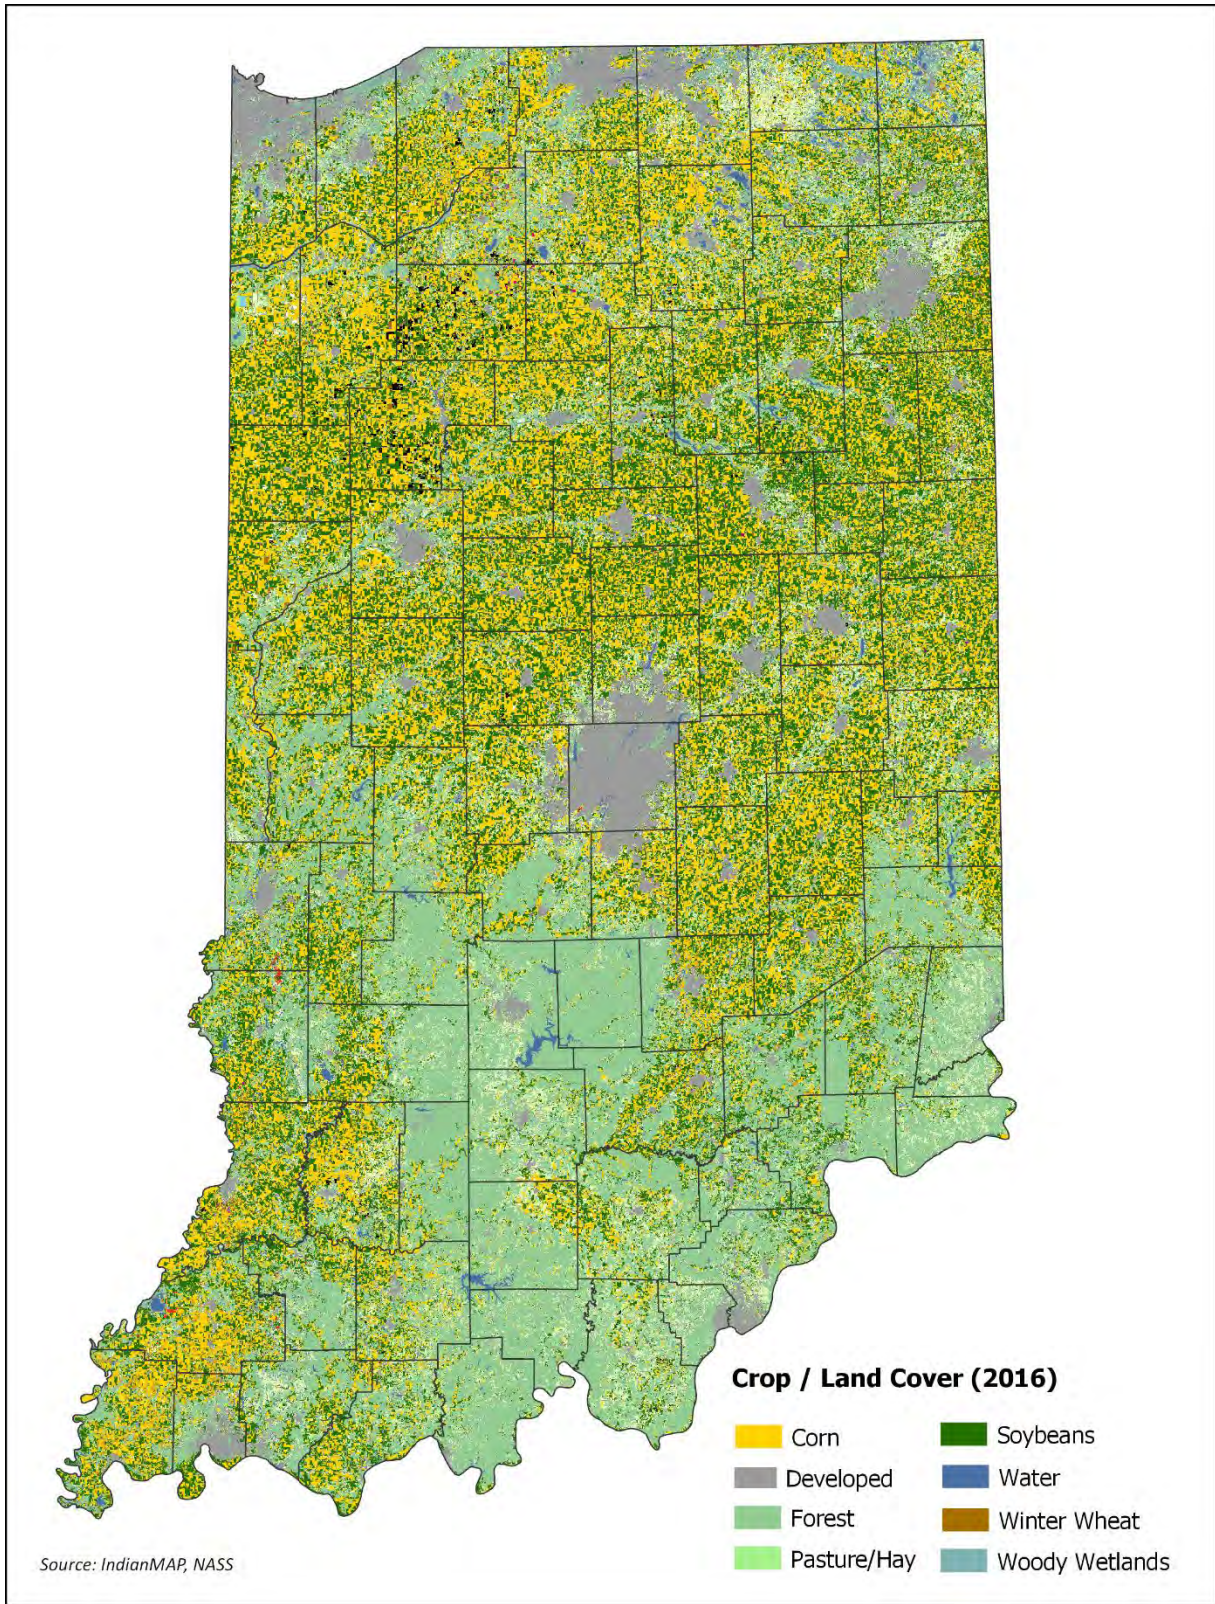 Crop / Land Cover (2016)
Corn
Soybeans
Developed
Water
Forest
Winter Wheat
Pasture/Hay
Woody Wetlands
Source: IndianMAP, NASS